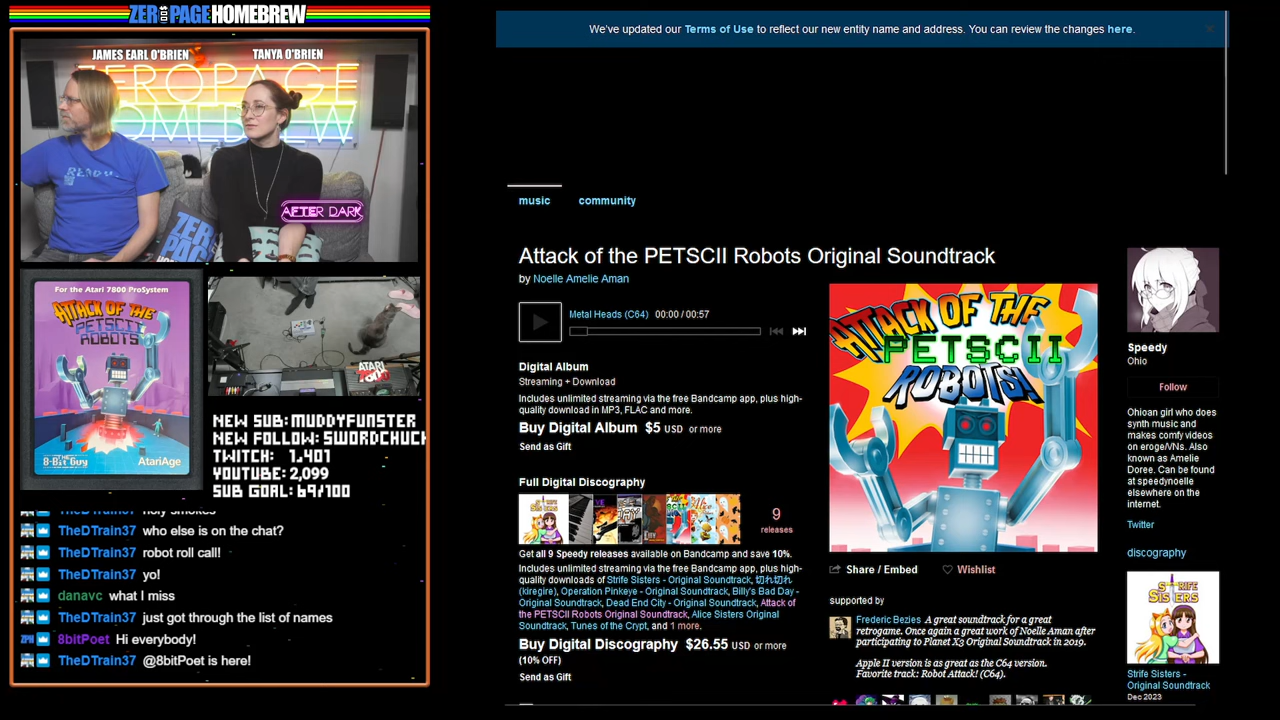 ZEROPAGE HOMEBREW
JAMES EARL O'BRIEN
TANYA O'BRIEN
ZEROPAGE
HOMEBREW
AFTER DARK
For the Atari 7800 ProSystem
ATTACK OF THE
PETSCII
ROBOTS
8-Bit Guy
AtariAge
NEW SUB: MUDDYFUNSTER
NEW FOLLOW: SWORDCHUCK
TWITCH: 1,401
YOUTUBE: 2,099
SUB GOAL: 69/100
TheDTrain37 holy smokes
TheDTrain37 who else is on the chat?
TheDTrain37 robot roll call!
TheDTrain37 yo!
danavc what I miss
TheDTrain37 just got through the list of names
8bitPoet Hi everybody!
TheDTrain37 @8bitPoet is here!
We've updated our Terms of Use to reflect our new entity name and address. You can review the changes here.
music community
Attack of the PETSCII Robots Original Soundtrack
by Noelle Amelie Aman
Metal Heads (C64) 00:00 / 00:57
Digital Album
Streaming + Download
Includes unlimited streaming via the free Bandcamp app, plus high-
quality download in MP3, FLAC and more.
Buy Digital Album $5 USD or more
Send as Gift
Full Digital Discography
9
releases
Get all 9 Speedy releases available on Bandcamp and save 10%.
Includes unlimited streaming via the free Bandcamp app, plus high-
quality downloads of Strife Sisters - Original Soundtrack, 切れ切れ
(kiregire), Operation Pinkeye - Original Soundtrack, Billy's Bad Day -
Original Soundtrack, Dead End City - Original Soundtrack, Attack of
the PETSCII Robots Original Soundtrack, Alice Sisters Original
Soundtrack, Tunes of the Crypt, and 1 more.
Buy Digital Discography $26.55 USD or more
(10% OFF)
Send as Gift
ATTACK OF THE
PETSCII
ROBOTS!
Share / Embed Wishlist
supported by
Frederic Bezies A great soundtrack for a great
retrogame. Once again a great work of Noelle Aman after
participating to Planet X3 Original Soundtrack in 2019.
Apple II version is as great as the C64 version.
Favorite track: Robot Attack! (C64).
Speedy
Ohio
Follow
Ohioan girl who does
synth music and
makes comfy videos
on eroge/VNs. Also
known as Amelie
Doree. Can be found
at speedynoelle
elsewhere on the
internet.
Twitter
discography
STRIFE
SISTERS
Strife Sisters -
Original Soundtrack
Dec 2023